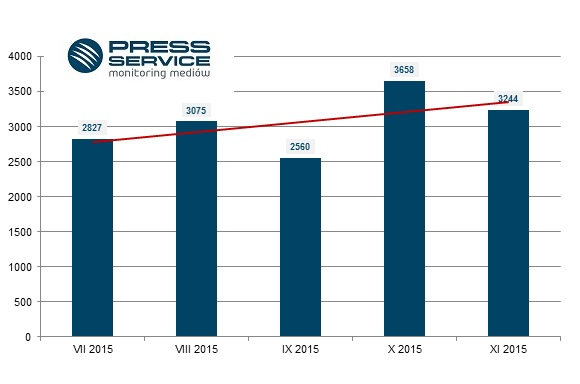 PRESS
SERVICE
monitoring mediów
4000
3500
3000
2500
2000
1500
1000
500
0
2827
3075
2560
3658
3244
VII 2015
VIII 2015
IX 2015
X 2015
XI 2015